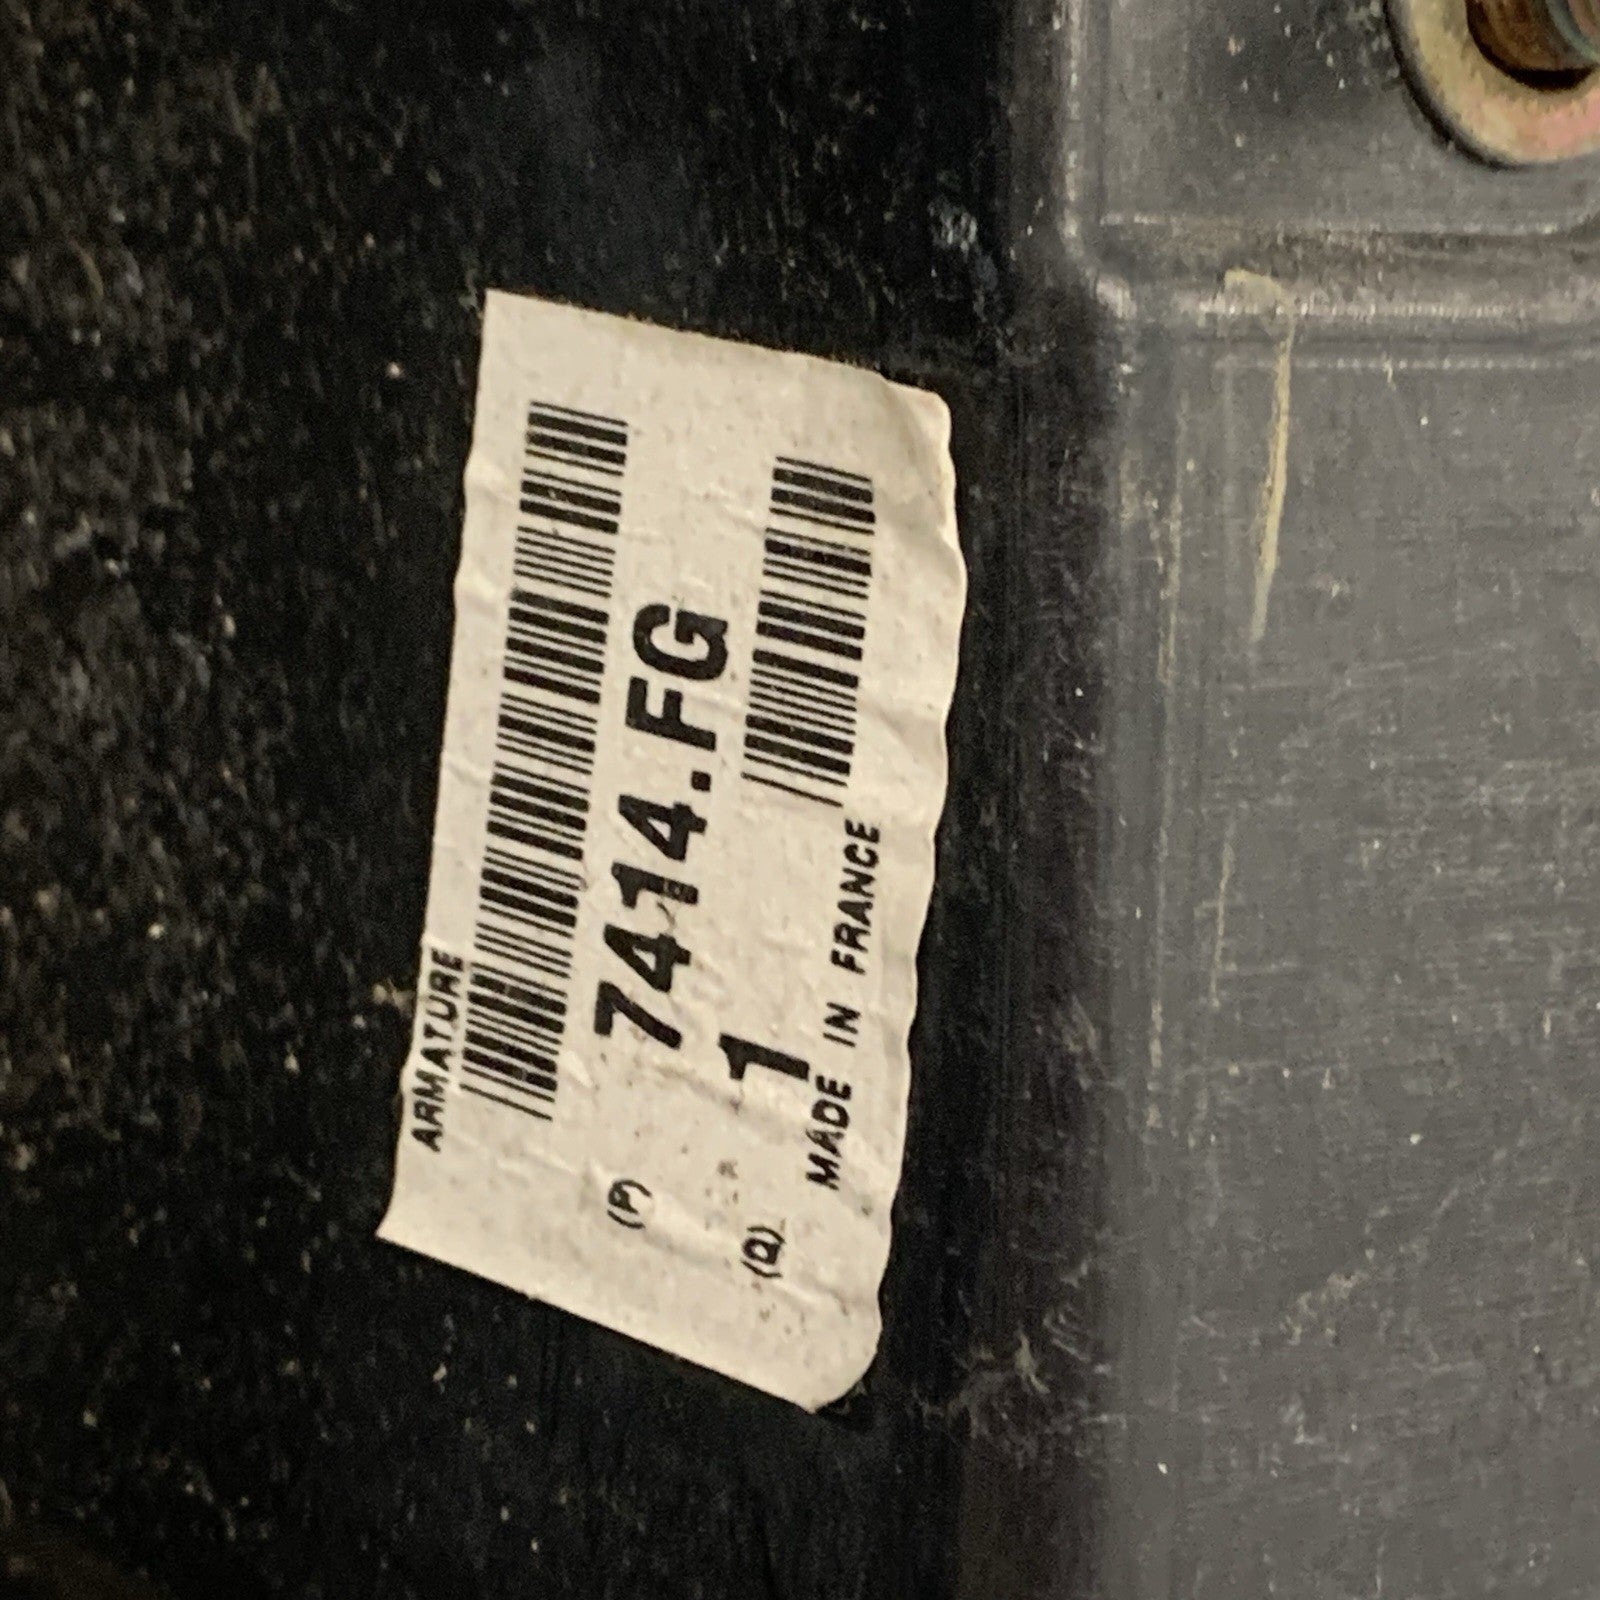 ARMATURE
(P) 7414.FG
(Q) 1
MADE IN FRANCE